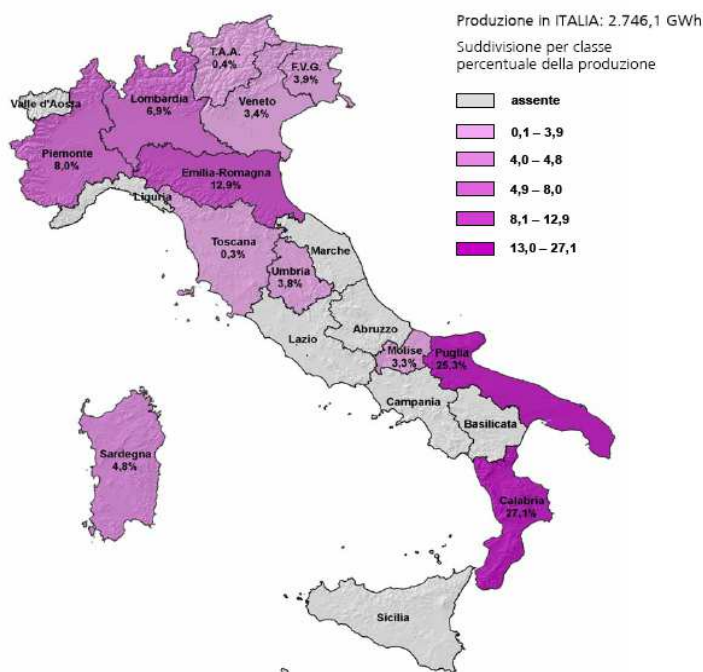 Produzione in ITALIA: 2.746,1 GWh
Suddivisione per classe
percentuale della produzione
assente
0,1 – 3,9
4,0 – 4,8
4,9 – 8,0
8,1 – 12,9
13,0 – 27,1
T.A.A.
0,4%
F.V.G.
3,9%
Valle d'Aosta
Lombardia
6,9%
Veneto
3,4%
Piemonte
8,0%
Emilia-Romagna
12,9%
Liguria
Toscana
0,3%
Marche
Umbria
3,8%
Abruzzo
Lazio
Molise
3,3%
Puglia
25,3%
Campania
Basilicata
Sardegna
4,8%
Calabria
27,1%
Sicilia